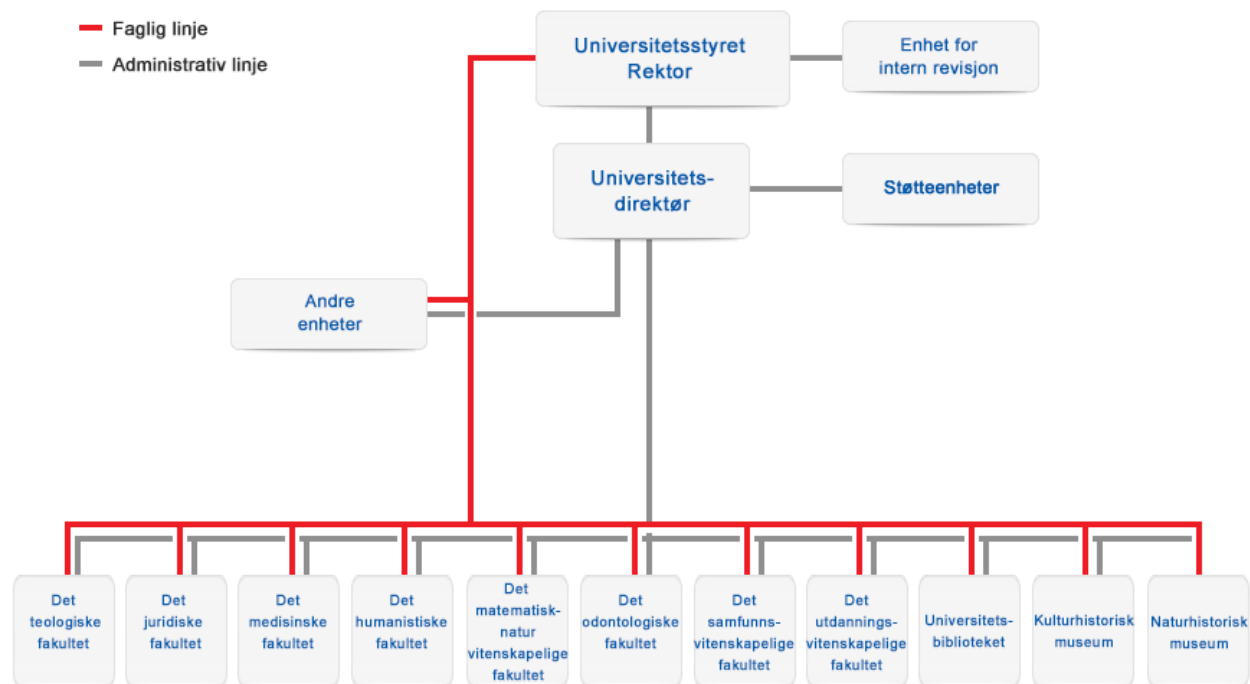 Faglig linje
Administrativ linje
Universitetsstyret
Rektor
Enhet for
intern revisjon
Universitets-
direktør
Støtteenheter
Andre
enheter
Det
teologiske
fakultet
Det
juridiske
fakultet
Det
medisinske
fakultet
Det
humanistiske
fakultet
Det
matematisk-
natur
vitenskapelige
fakultet
Det
odontologiske
fakultet
Det
samfunns-
vitenskapelige
fakultet
Det
utdannings-
vitenskapelige
fakultet
Universitets-
biblioteket
Kulturhistorisk
museum
Naturhistorisk
museum